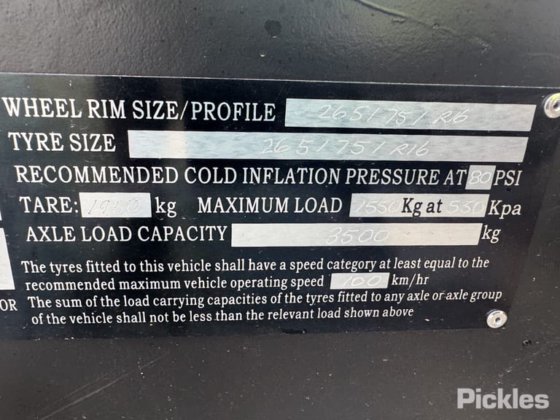 WHEEL RIM SIZE/PROFILE 265/75/R16
TYRE SIZE 265/75/R16
RECOMMENDED COLD INFLATION PRESSURE AT 80 PSI
TARE: kg MAXIMUM LOAD 1550 Kg at 550 Kpa
AXLE LOAD CAPACITY 3500 kg
The tyres fitted to this vehicle shall have a speed category at least equal to the
recommended maximum vehicle operating speed 100 km/hr
OR The sum of the load carrying capacities of the tyres fitted to any axle or axle group
of the vehicle shall not be less than the relevant load shown above
Pickles